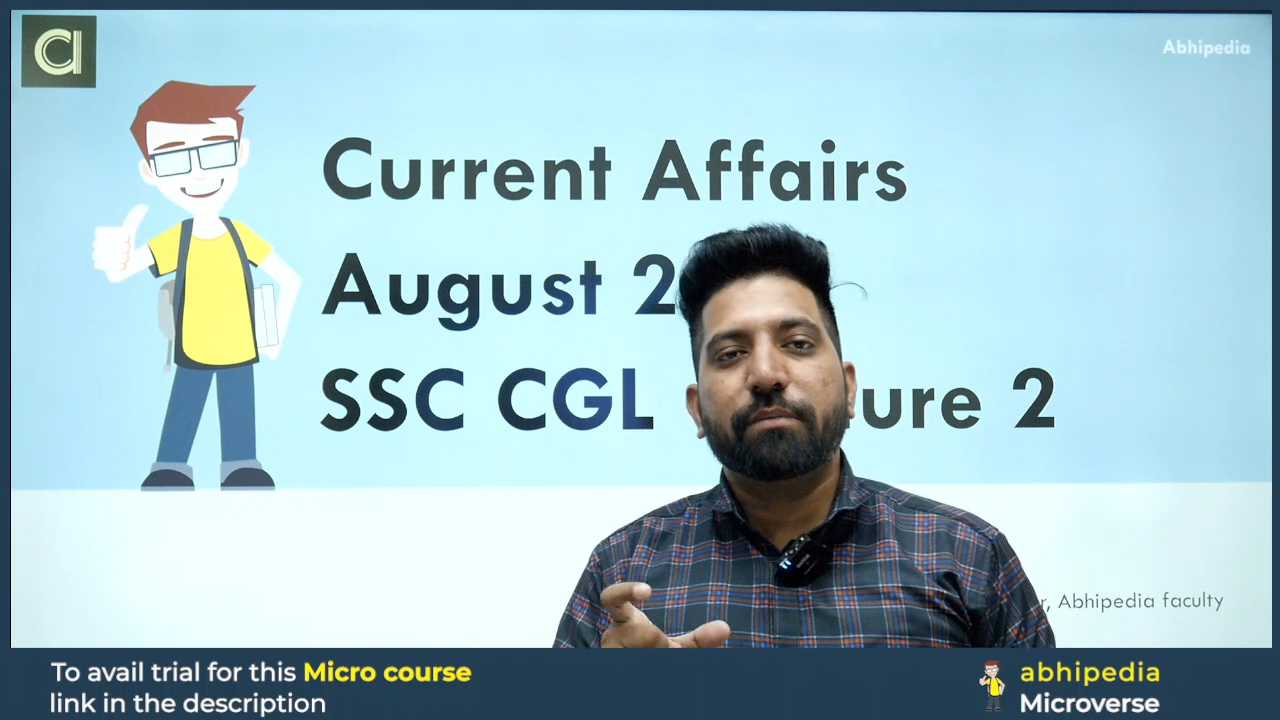 Abhipedia
Current Affairs
August 2
SSC CGL ure 2
r, Abhipedia faculty
To avail trial for this Micro course
link in the description
abhipedia
Microverse